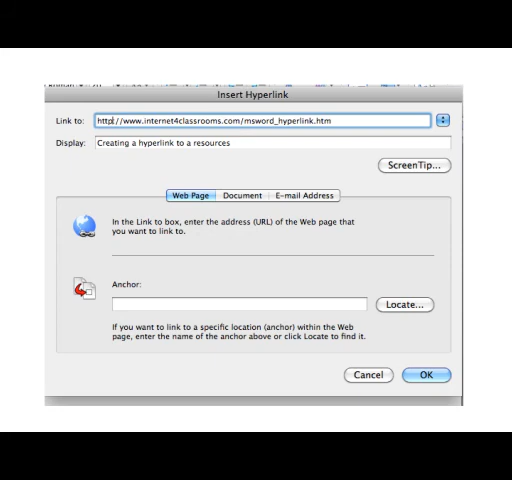 Insert Hyperlink
Link to: http://www.internet4classrooms.com/msword_hyperlink.htm
Display: Creating a hyperlink to a resources
ScreenTip...
Web Page Document E-mail Address
In the Link to box, enter the address (URL) of the Web page that
you want to link to.
Anchor:
Locate...
If you want to link to a specific location (anchor) within the Web
page, enter the name of the anchor above or click Locate to find it.
Cancel OK